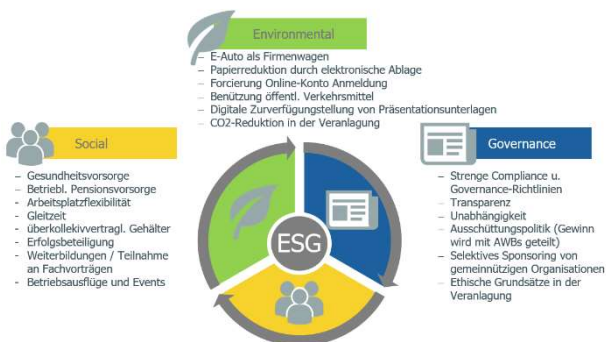 Environmental
– E-Auto als Firmenwagen
– Papierreduktion durch elektronische Ablage
– Forcierung Online-Konto Anmeldung
– Benützung öffentl. Verkehrsmittel
– Digitale Zurverfügungstellung von Präsentationsunterlagen
– CO2-Reduktion in der Veranlagung
Social
– Gesundheitsvorsorge
– Betriebl. Pensionsvorsorge
- Arbeitsplatzflexibilität
- Gleitzeit
- überkollekivvertragl. Gehälter
- Erfolgsbeteiligung
- Weiterbildungen / Teilnahme
an Fachvorträgen
- Betriebsausflüge und Events
ESG
Governance
– Strenge Compliance u.
Governance-Richtlinien
– Transparenz
– Unabhängigkeit
– Ausschüttungspolitik (Gewinn
wird mit AWBs geteilt)
– Selektives Sponsoring von
gemeinnützigen Organisationen
– Ethische Grundsätze in der
Veranlagung